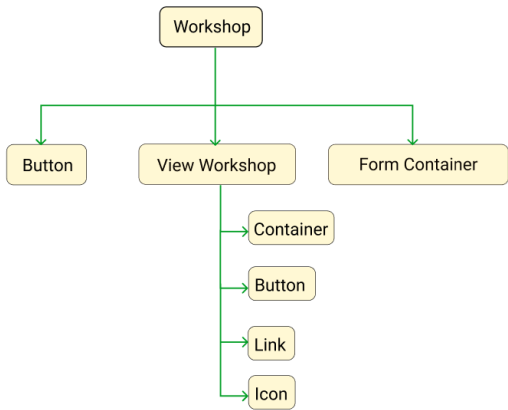 Workshop
Button
View Workshop
Form Container
Container
Button
Link
Icon